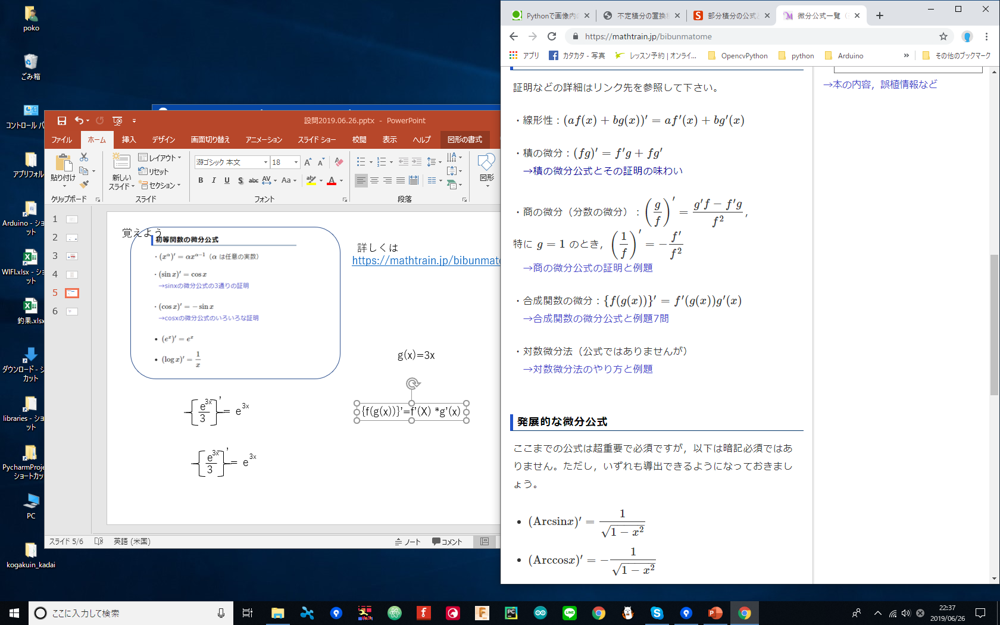 poko
ごみ箱
コントロール パ
アプリフォル
Arduino - ショ
ット
WIFI.xlsx - ショ
ット
釣果.xlsx
ダウンロード - シ
カット
libraries - ショ
ット
PycharmProje
ショートカッ
PC
kogakuin_kadai
設問2019.06.26.pptx - PowerPoint
ファイル ホーム 挿入 デザイン 画面切り替え アニメーション スライド ショー 校閲 表示 ヘルプ 図形の書式
貼り付け
クリップボード
新しい
スライド
レイアウト
リセット
セクション
スライド
游ゴシック 本文 18
B I U S abc AV Aa A
フォント
段落
図形
1
2
3
4
5
6
覚えよう
初等関数の微分公式
・(x^α)' = αx^{α−1} (α は任意の実数)
・(sin x)' = cos x
→sinxの微分公式の3通りの証明
・(cos x)' = − sin x
→cosxの微分公式のいろいろな証明
• (e^x)' = e^x
• (log x)' = 1/x
詳しくは
https://mathtrain.jp/bibunmato
g(x)=3x
{f(g(x))}'=f'(X) *g'(x)
{e^{3x}/3}' = e^{3x}
{e^{3x}/3}' = e^{3x}
スライド 5/6 英語 (米国) ノート コメント
Pythonで画像内の 不定積分の置換積 部分積分の公式と 微分公式一覧
https://mathtrain.jp/bibunmatome
アプリ カタカタ - 写真 レッスン予約 | オンライ... OpencvPython python Arduino » その他のブックマーク
証明などの詳細はリンク先を参照して下さい。
→本の内容，誤植情報など
・線形性：(af(x) + bg(x))' = af'(x) + bg'(x)
・積の微分：(fg)' = f'g + fg'
→積の微分公式とその証明の味わい
・商の微分（分数の微分）：(g/f)' = (g'f − f'g)/f^2，
特に g = 1 のとき，(1/f)' = −f'/f^2
→商の微分公式の証明と例題
・合成関数の微分：{f(g(x))}' = f'(g(x))g'(x)
→合成関数の微分公式と例題7問
・対数微分法（公式ではありませんが）
→対数微分法のやり方と例題
発展的な微分公式
ここまでの公式は超重要で必須ですが，以下は暗記必須ではあ
りません。ただし，いずれも導出できるようになっておきまし
ょう。
• (Arcsinx)' = 1/√(1 − x^2)
• (Arccosx)' = −1/√(1 − x^2)
ここに入力して検索
22:37
2019/06/26